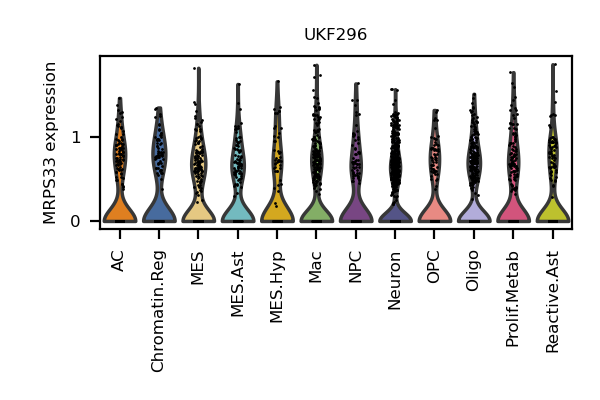 UKF296
MRPS33 expression
1
0
AC
Chromatin.Reg
MES
MES.Ast
MES.Hyp
Mac
NPC
Neuron
OPC
Oligo
Prolif.Metab
Reactive.Ast